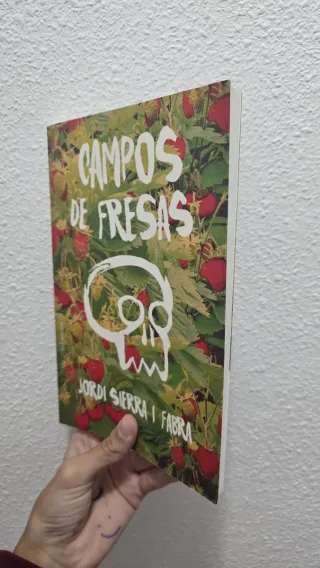 CAMPOS
DE FRESAS
JORDI SIERRA I FABRA